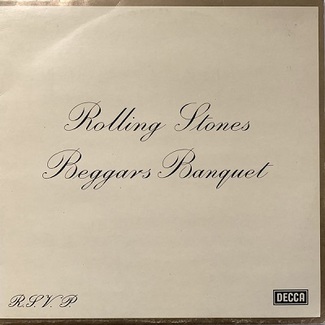 Rolling Stones
Beggars Banquet
R.S.V.P
DECCA